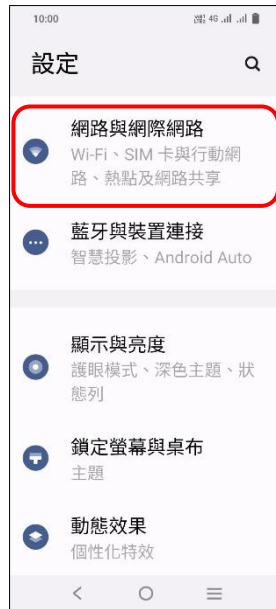 10:00 4G
設定
網路與網際網路
Wi-Fi、SIM 卡與行動網
路、熱點及網路共享
藍牙與裝置連接
智慧投影、Android Auto
顯示與亮度
護眼模式、深色主題、狀
態列
鎖定螢幕與桌布
主題
動態效果
個性化特效